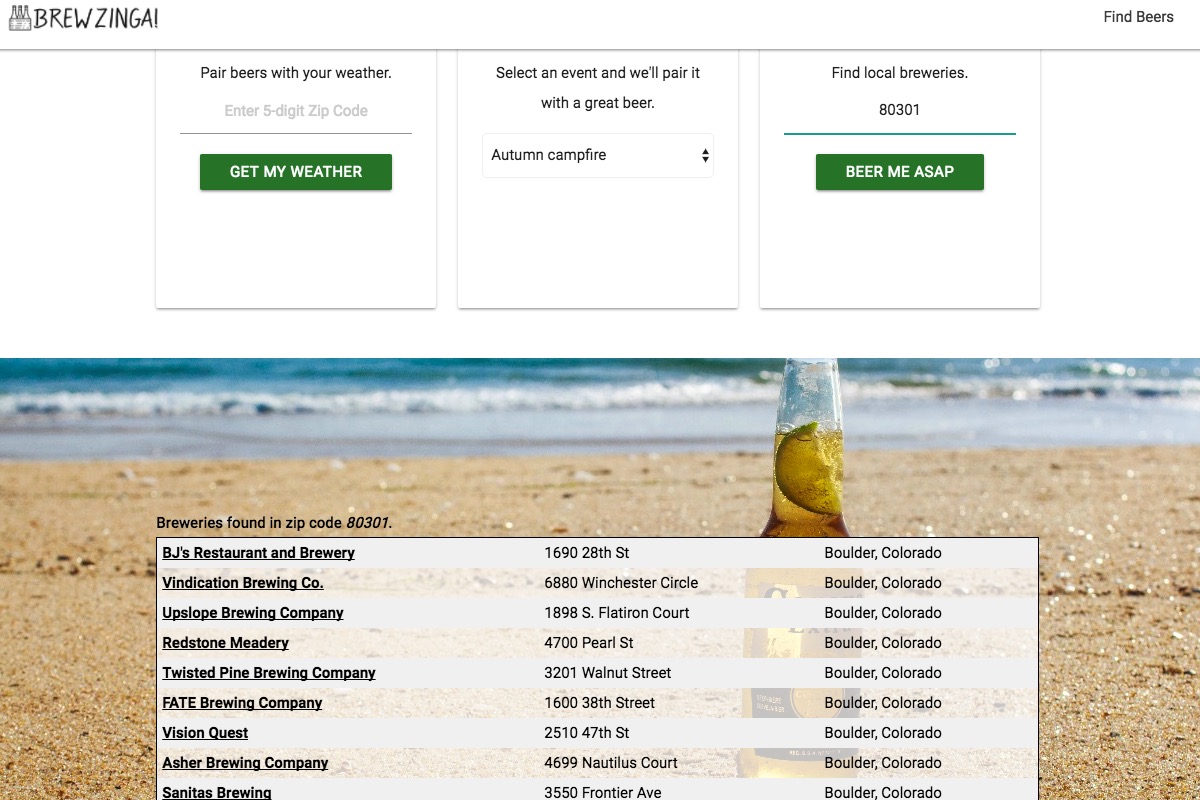 BREWZINGA!
Find Beers
Pair beers with your weather.
Enter 5-digit Zip Code
GET MY WEATHER
Select an event and we'll pair it
with a great beer.
Autumn campfire
Find local breweries.
80301
BEER ME ASAP
Breweries found in zip code 80301.
BJ's Restaurant and Brewery 1690 28th St Boulder, Colorado
Vindication Brewing Co. 6880 Winchester Circle Boulder, Colorado
Upslope Brewing Company 1898 S. Flatiron Court Boulder, Colorado
Redstone Meadery 4700 Pearl St Boulder, Colorado
Twisted Pine Brewing Company 3201 Walnut Street Boulder, Colorado
FATE Brewing Company 1600 38th Street Boulder, Colorado
Vision Quest 2510 47th St Boulder, Colorado
Asher Brewing Company 4699 Nautilus Court Boulder, Colorado
Sanitas Brewing 3550 Frontier Ave Boulder, Colorado